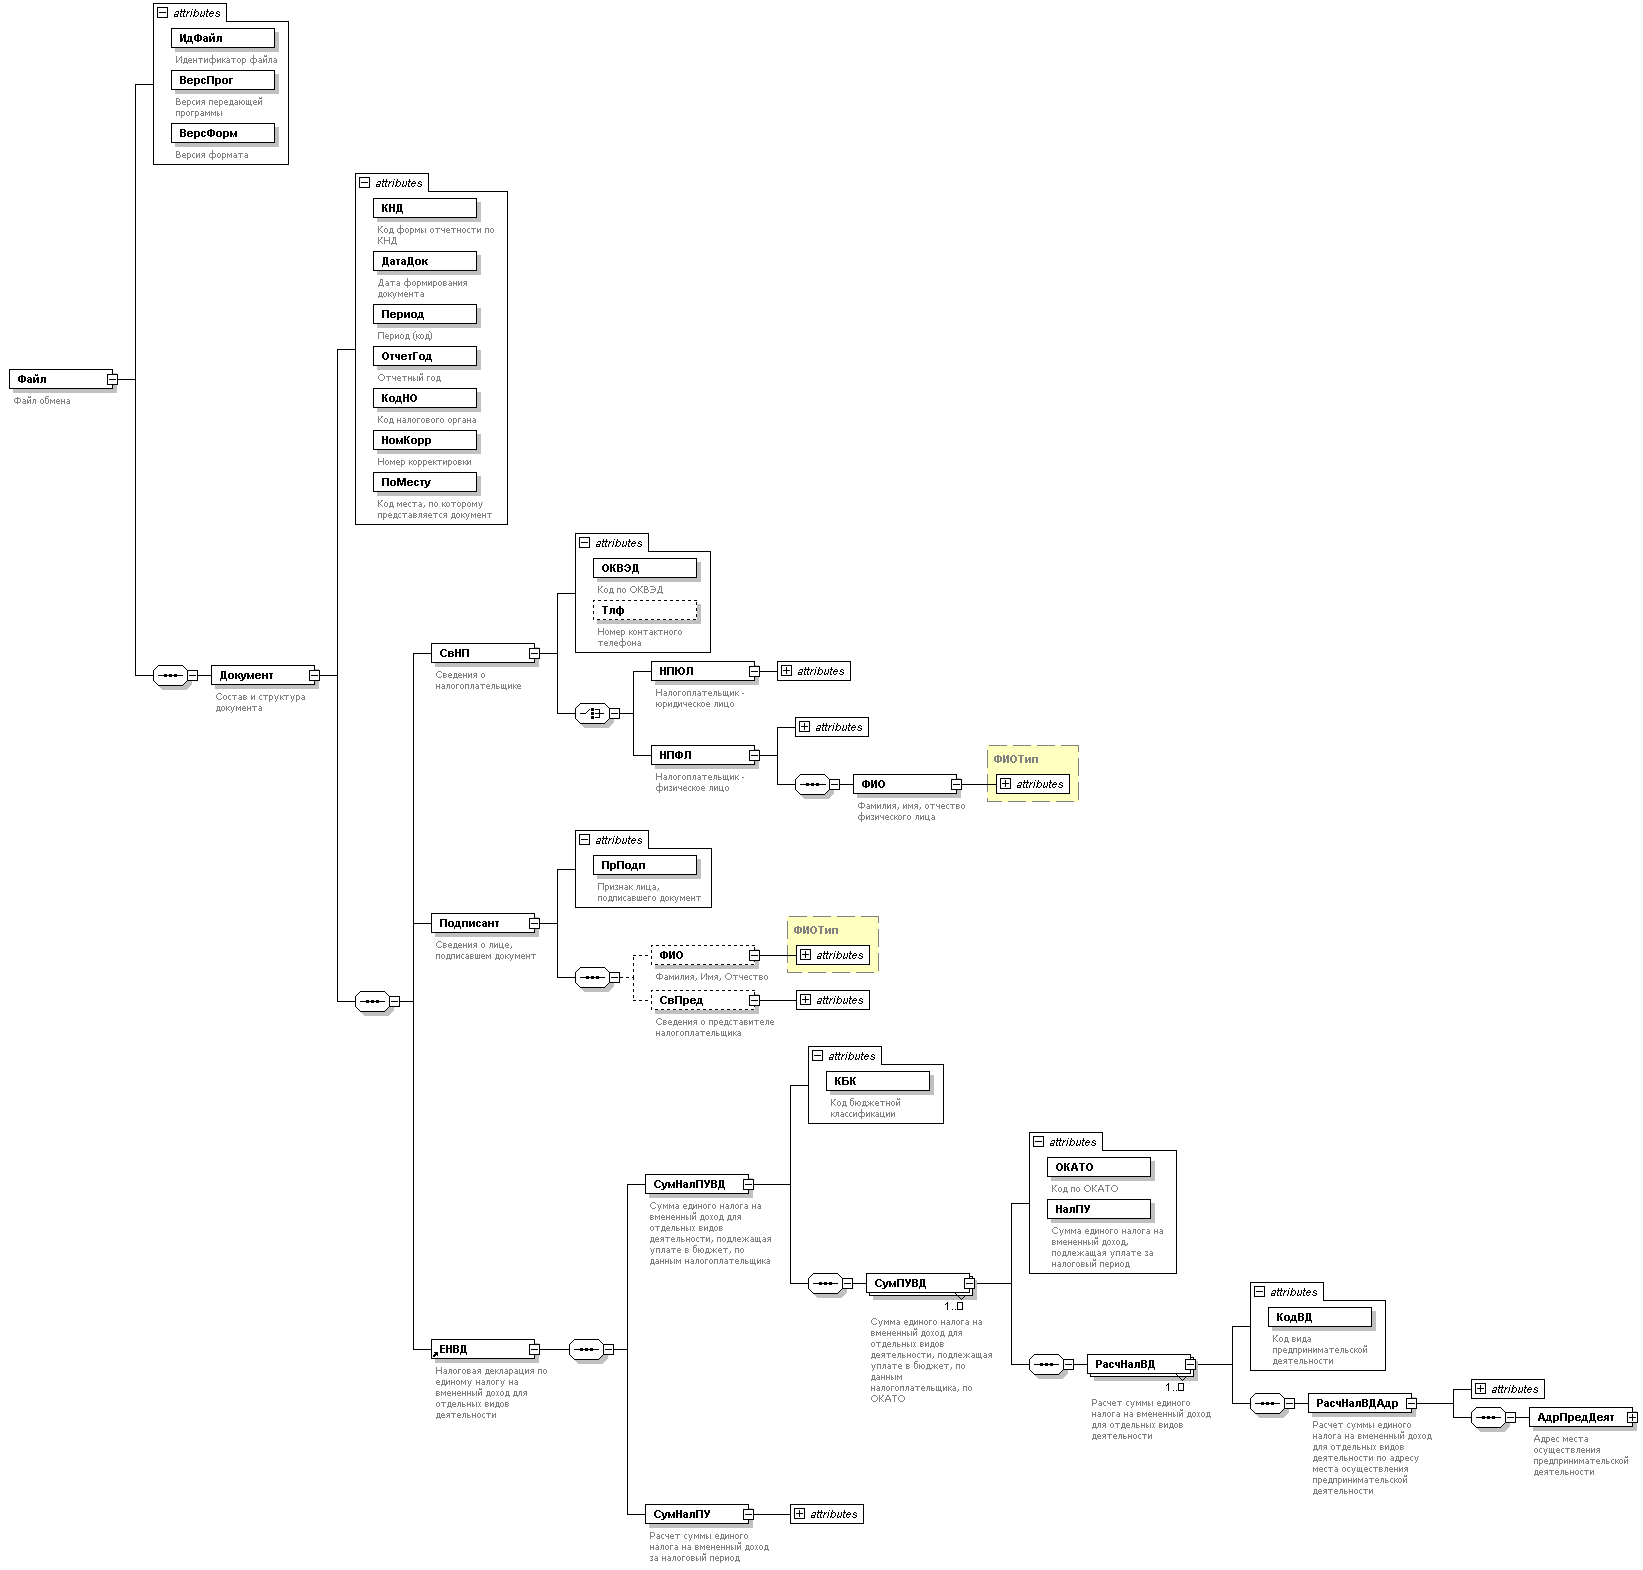 attributes
ИдФайл
Идентификатор файла
ВерсПрог
Версия передающей
программы
ВерсФорм
Версия формата
attributes
КНД
Код формы отчетности по
КНД
ДатаДок
Дата формирования
документа
Период
Период (код)
ОтчетГод
Отчетный год
КодНО
Код налогового органа
НомКорр
Номер корректировки
ПоМесту
Код места, по которому
представляется документ
Файл
Файл обмена
Документ
Состав и структура
документа
attributes
ОКВЭД
Код по ОКВЭД
Тлф
Номер контактного
телефона
СвНП
Сведения о
налогоплательщике
НПЮЛ
attributes
Налогоплательщик -
юридическое лицо
attributes
НПФЛ
Налогоплательщик -
физическое лицо
ФИО
Фамилия, имя, отчество
физического лица
ФИОТип
attributes
attributes
ПрПодп
Признак лица,
подписавшего документ
Подписант
Сведения о лице,
подписавшем документ
ФИО
Фамилия, Имя, Отчество
ФИОТип
attributes
СвПред
attributes
Сведения о представителе
налогоплательщика
attributes
КБК
Код бюджетной
классификации
СумНалПУВД
Сумма единого налога на
вмененный доход для
отдельных видов
деятельности, подлежащая
уплате в бюджет, по
данным налогоплательщика
attributes
ОКАТО
Код по ОКАТО
НалПУ
Сумма единого налога на
вмененный доход,
подлежащая уплате за
налоговый период
СумПУВД
1..
Сумма единого налога на
вмененный доход для
отдельных видов
деятельности, подлежащая
уплате в бюджет, по
данным
налогоплательщика, по
ОКАТО
attributes
КодВД
Код вида
предпринимательской
деятельности
ЕНВД
Налоговая декларация по
единому налогу на
вмененный доход для
отдельных видов
деятельности
РасчНалВД
1..
Расчет суммы единого
налога на вмененный доход
для отдельных видов
деятельности
РасчНалВДАдр
Расчет суммы единого
налога на вмененный доход
для отдельных видов
деятельности по адресу
места осуществления
предпринимательской
деятельности
attributes
АдрПредДеят
Адрес места
осуществления
предпринимательской
деятельности
СумНалПУ
attributes
Расчет суммы единого
налога на вмененный доход
за налоговый период